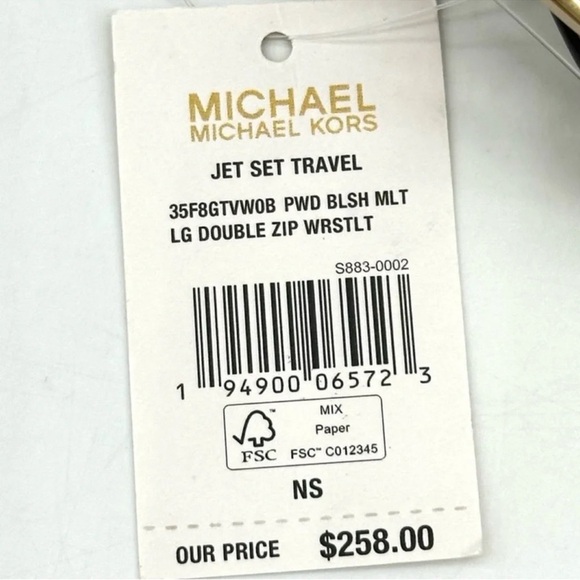 MICHAEL
MICHAEL KORS
JET SET TRAVEL
35F8GTVW0B PWD BLSH MLT
LG DOUBLE ZIP WRSTLT
S883-0002
1 94900 06572 3
MIX
Paper
FSC™ C012345
FSC
NS
OUR PRICE $258.00